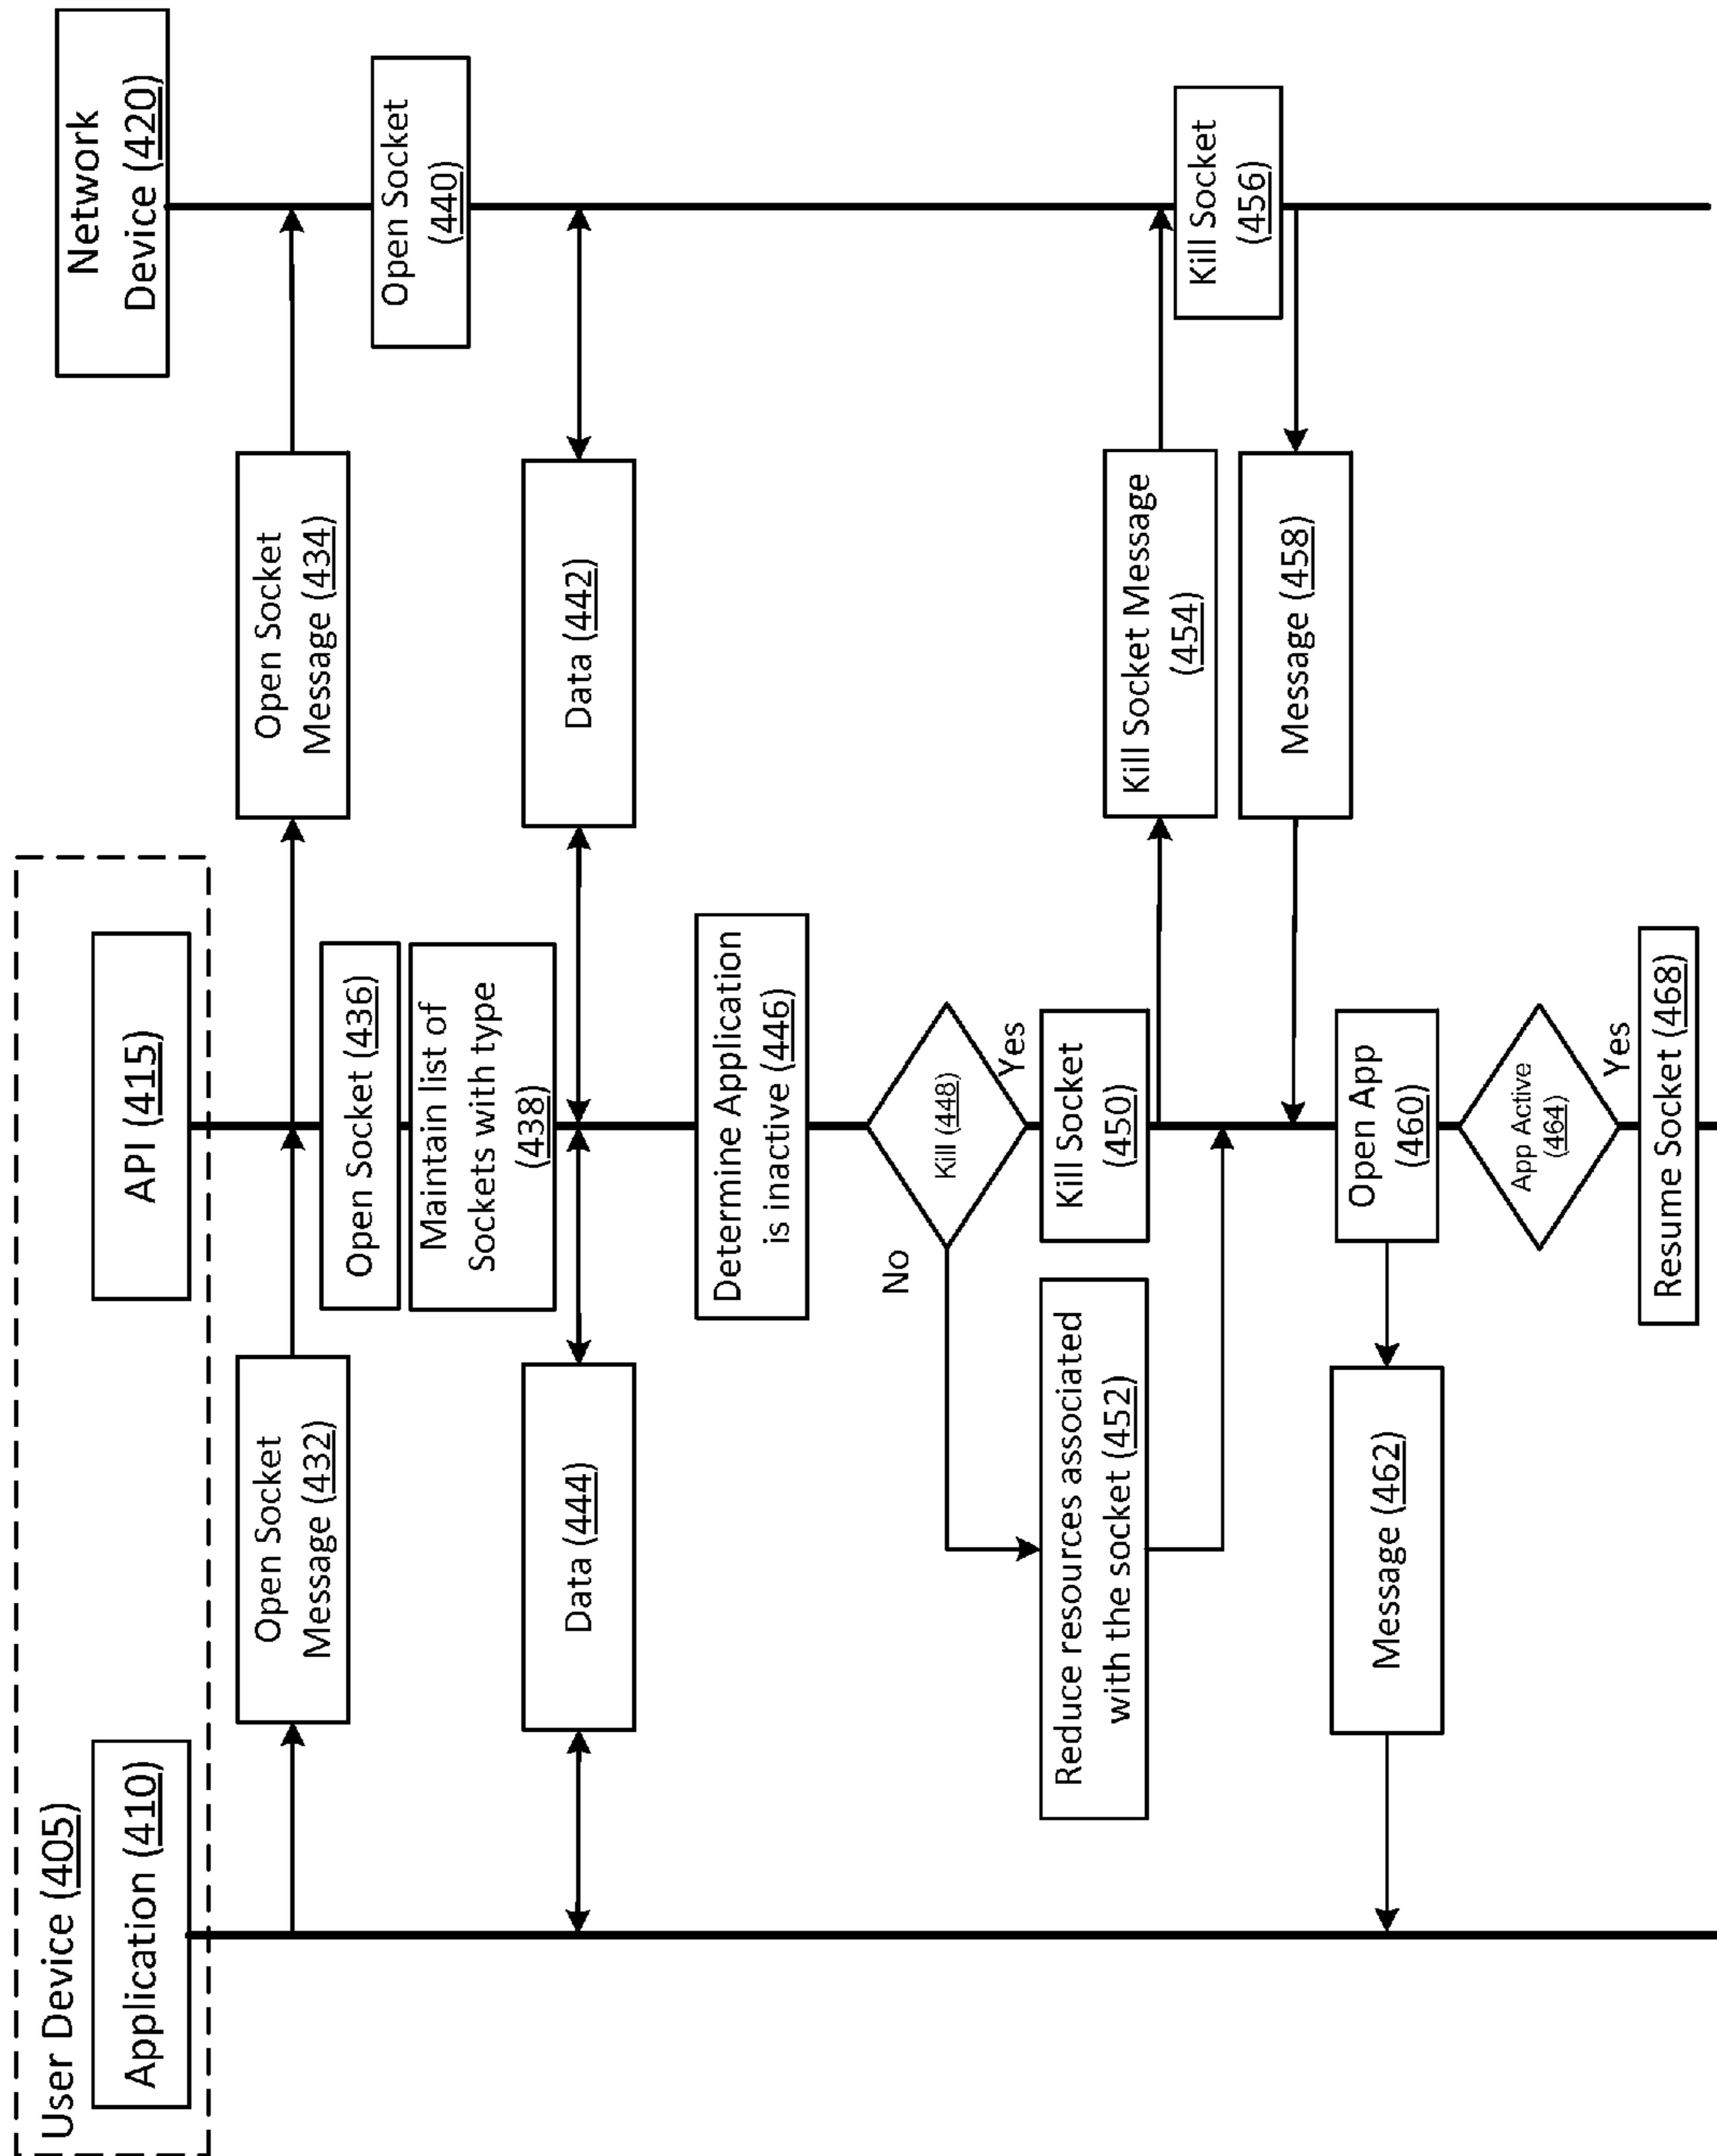 User Device (405)
Application (410)
API (415)
Network
Device (420)
Open Socket
Message (432)
Open Socket
Message (434)
Open Socket (436)
Maintain list of
Sockets with type
(438)
Open Socket
(440)
Data (444)
Data (442)
Determine Application
is inactive (446)
Kill (448)
No
Yes
Reduce resources associated
with the socket (452)
Kill Socket
(450)
Kill Socket Message
(454)
Kill Socket
(456)
Message (458)
Open App
(460)
Message (462)
App Active
(464)
Yes
Resume Socket (468)